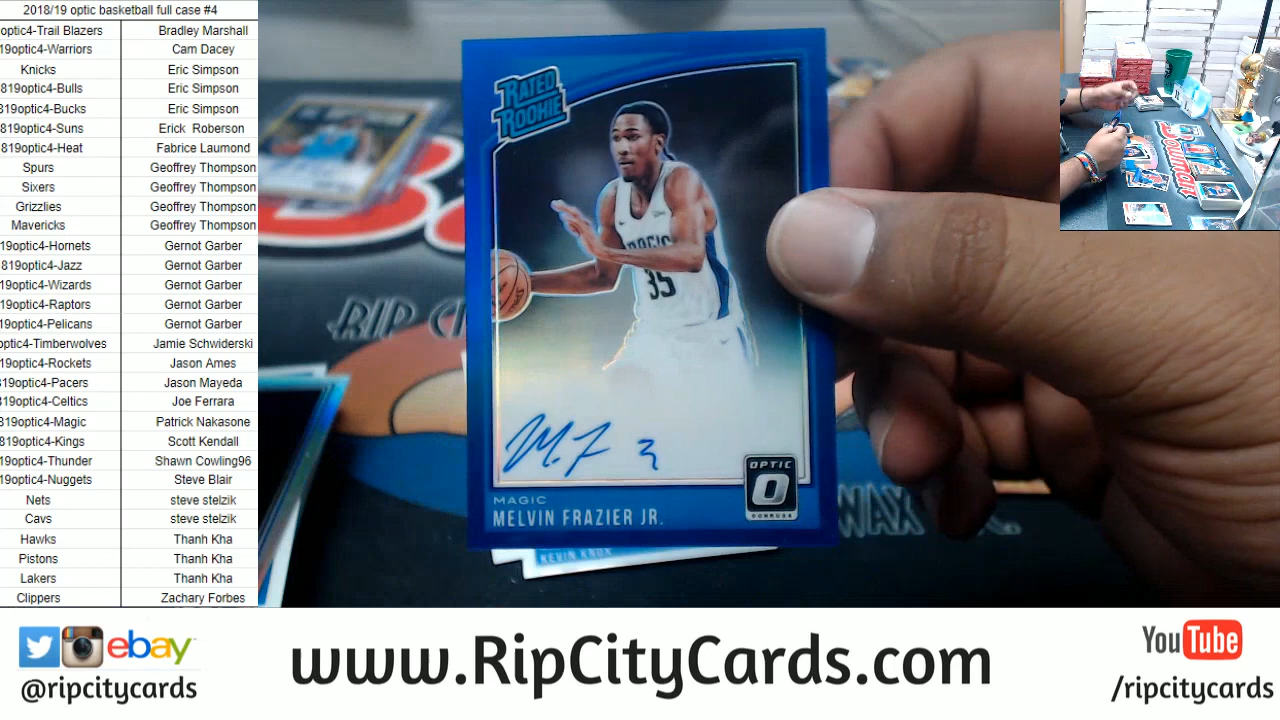 2018/19 optic basketball full case #4
optic4-Trail Blazers Bradley Marshall
19optic4-Warriors Cam Dacey
Knicks Eric Simpson
819optic4-Bulls Eric Simpson
819optic4-Bucks Eric Simpson
819optic4-Suns Erick Roberson
819optic4-Heat Fabrice Laumond
Spurs Geoffrey Thompson
Sixers Geoffrey Thompson
Grizzlies Geoffrey Thompson
Mavericks Geoffrey Thompson
19optic4-Hornets Gernot Garber
819optic4-Jazz Gernot Garber
19optic4-Wizards Gernot Garber
19optic4-Raptors Gernot Garber
19optic4-Pelicans Gernot Garber
ptic4-Timberwolves Jamie Schwiderski
19optic4-Rockets Jason Ames
819optic4-Pacers Jason Mayeda
819optic4-Celtics Joe Ferrara
819optic4-Magic Patrick Nakasone
819optic4-Kings Scott Kendall
19optic4-Thunder Shawn Cowling96
19optic4-Nuggets Steve Blair
Nets steve stelzik
Cavs steve stelzik
Hawks Thanh Kha
Pistons Thanh Kha
Lakers Thanh Kha
Clippers Zachary Forbes
RATED
ROOKIE
MAGIC
35
OPTIC
DONRUSS
MAGIC
MELVIN FRAZIER JR.
KEVIN KNOX
RIP C
WAX
Bowman
ebay
@ripcitycards
www.RipCityCards.com
YouTube
/ripcitycards